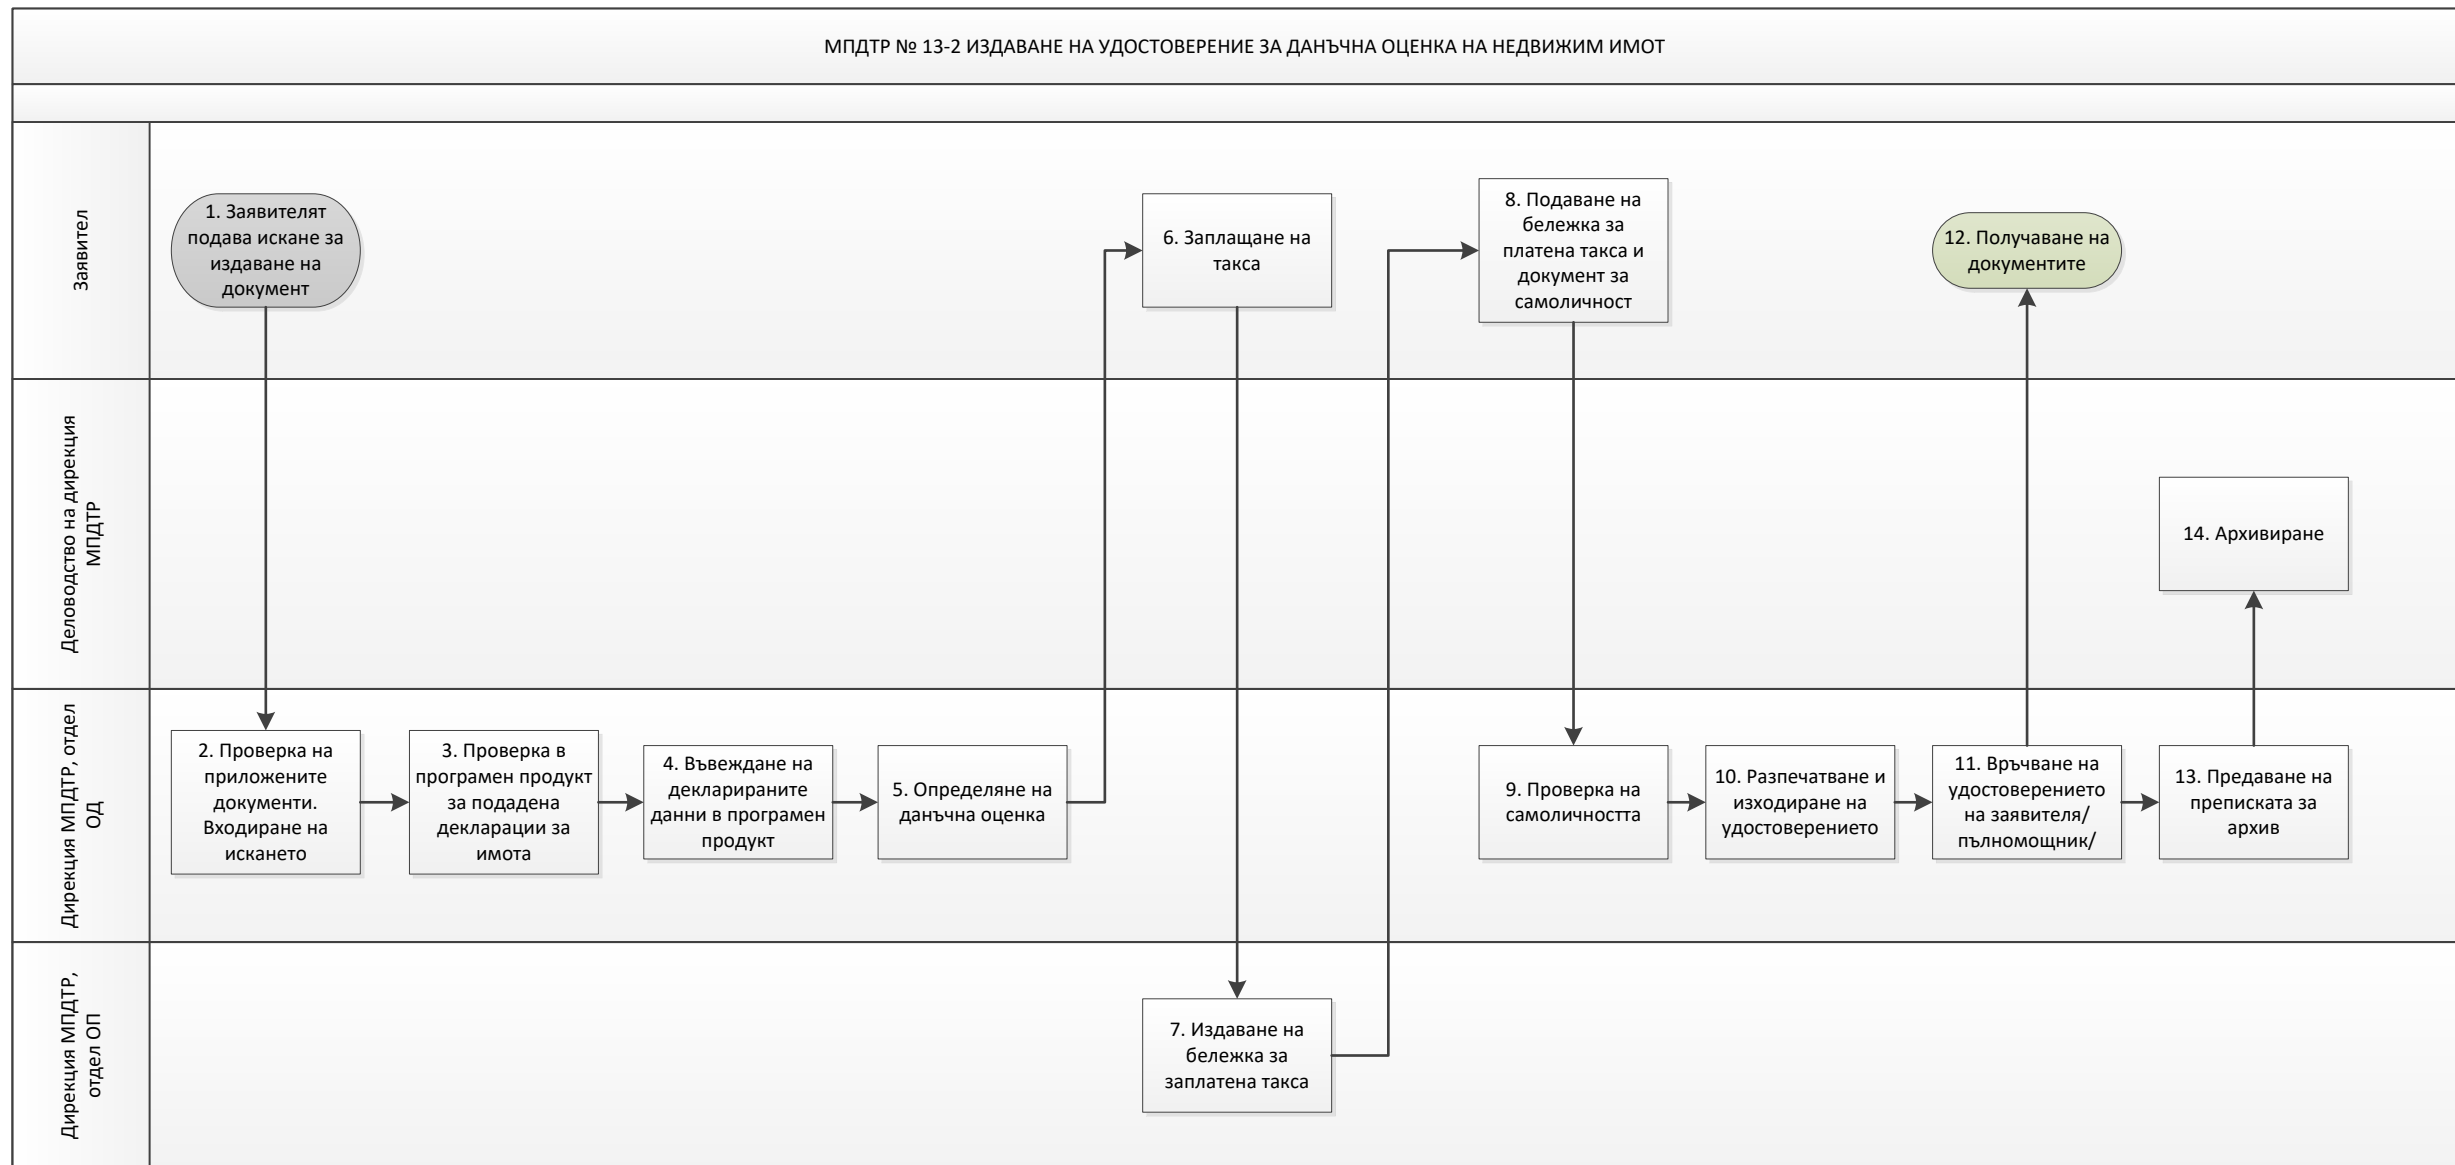 МПДТР № 13-2 ИЗДАВАНЕ НА УДОСТОВЕРЕНИЕ ЗА ДАНЪЧНА ОЦЕНКА НА НЕДВИЖИМ ИМОТ
Заявител
1. Заявителят
подава искане за
издаване на
документ
6. Заплащане на
такса
8. Подаване на
бележка за
платена такса и
документ за
самоличност
12. Получаване на
документите
Деловодство на дирекция
МПДТР
14. Архивиране
Дирекция МПДТР, отдел
ОД
2. Проверка на
приложените
документи.
Входиране на
искането
3. Проверка в
програмен продукт
за подадена
декларации за
имота
4. Въвеждане на
декларираните
данни в програмен
продукт
5. Определяне на
данъчна оценка
9. Проверка на
самоличността
10. Разпечатване и
изходиране на
удостоверението
11. Връчване на
удостоверението
на заявителя/
пълномощник/
13. Предаване на
преписката за
архив
Дирекция МПДТР,
отдел ОП
7. Издаване на
бележка за
заплатена такса